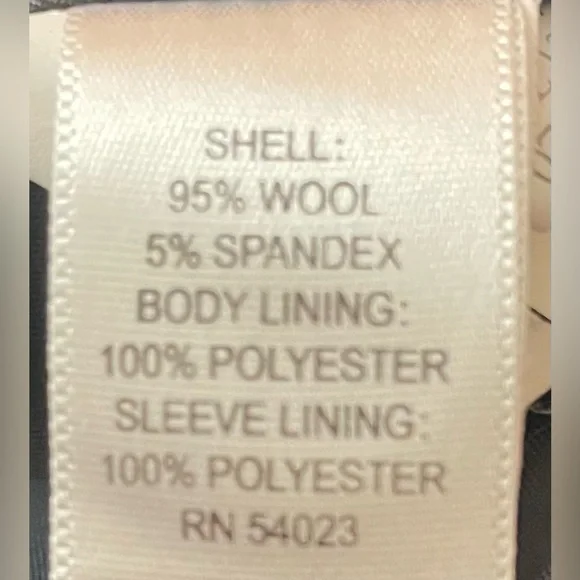 SHELL:
95% WOOL
5% SPANDEX
BODY LINING:
100% POLYESTER
SLEEVE LINING:
100% POLYESTER
RN 54023